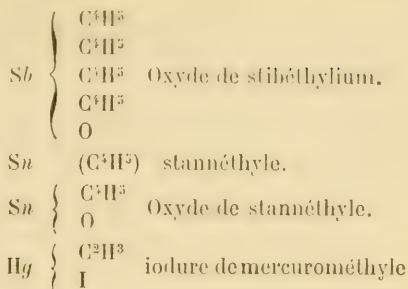 C⁴H⁵
C⁴H⁵
Sb { C⁴H⁵ Oxyde de stibéthylium.
C⁴H⁵
O
Sn (C⁴H⁵) stannéthyle.
Sn { C⁴H⁵ Oxyde de stannéthyle.
O
Hg { C²H³ iodure de mercurométhyle
I